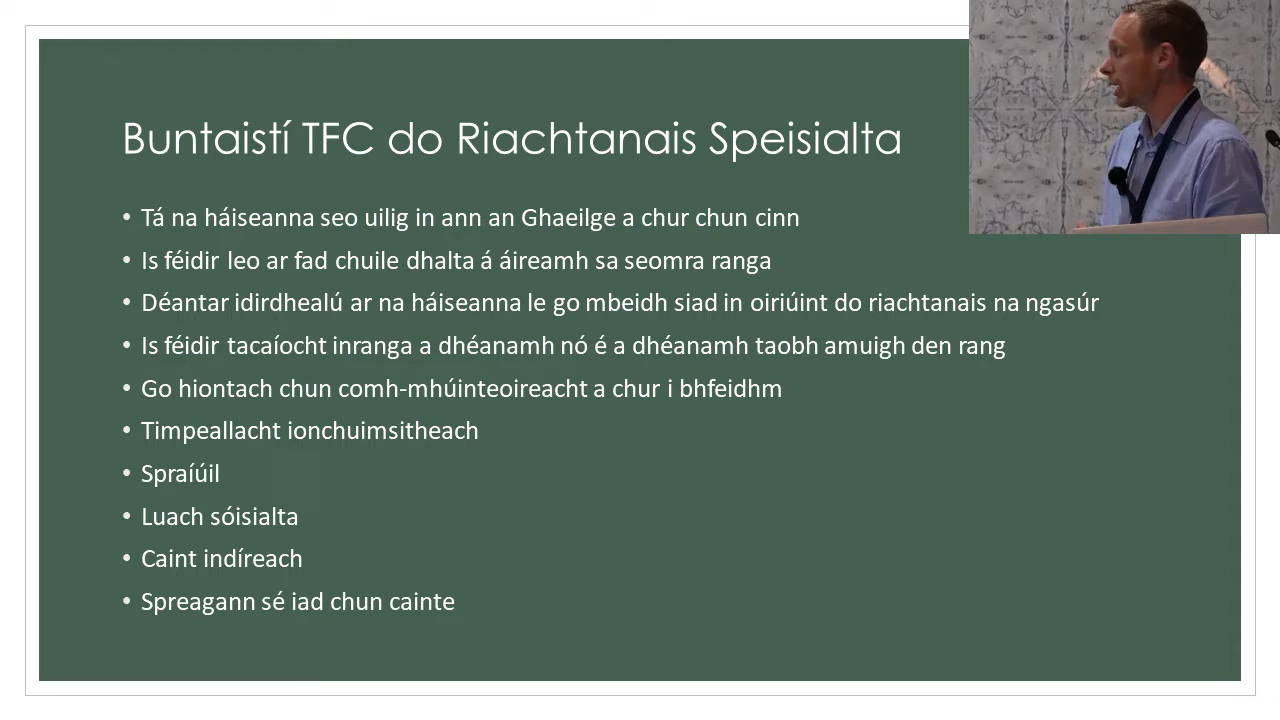 Buntaistí TFC do Riachtanais Speisialta
• Tá na háiseanna seo uilig in ann an Ghaeilge a chur chun cinn
• Is féidir leo ar fad chuile dhalta á áireamh sa seomra ranga
• Déantar idirdhealú ar na háiseanna le go mbeidh siad in oiriúint do riachtanais na ngasúr
• Is féidir tacaíocht inranga a dhéanamh nó é a dhéanamh taobh amuigh den rang
• Go hiontach chun comh-mhúinteoireacht a chur i bhfeidhm
• Timpeallacht ionchuimsitheach
• Spraíúil
• Luach sóisialta
• Caint indíreach
• Spreagann sé iad chun cainte